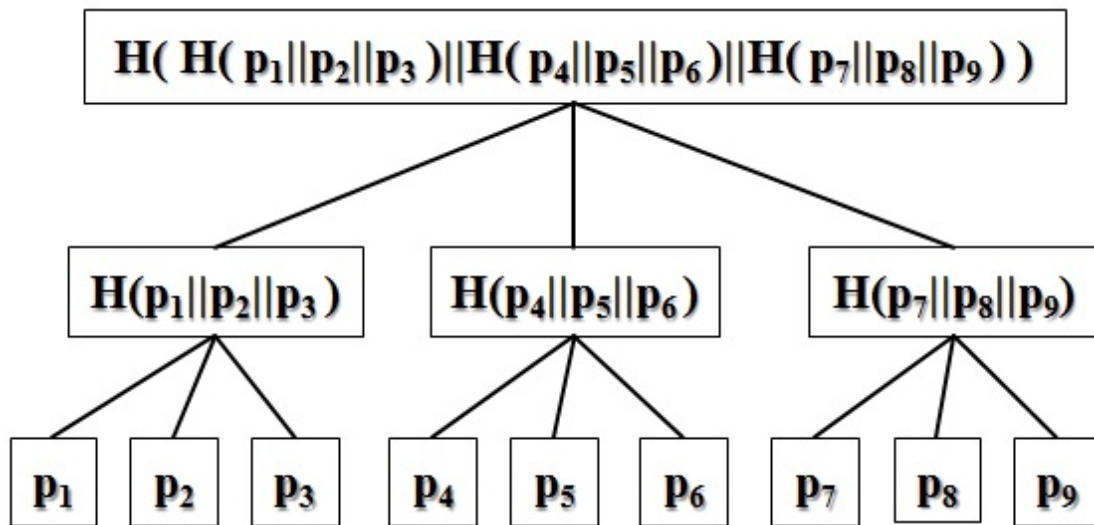 H( H( p₁||p₂||p₃ )||H( p₄||p₅||p₆)||H( p₇||p₈||p₉) )
H(p₁||p₂||p₃ ) H(p₄||p₅||p₆) H(p₇||p₈||p₉)
p₁ p₂ p₃ p₄ p₅ p₆ p₇ p₈ p₉